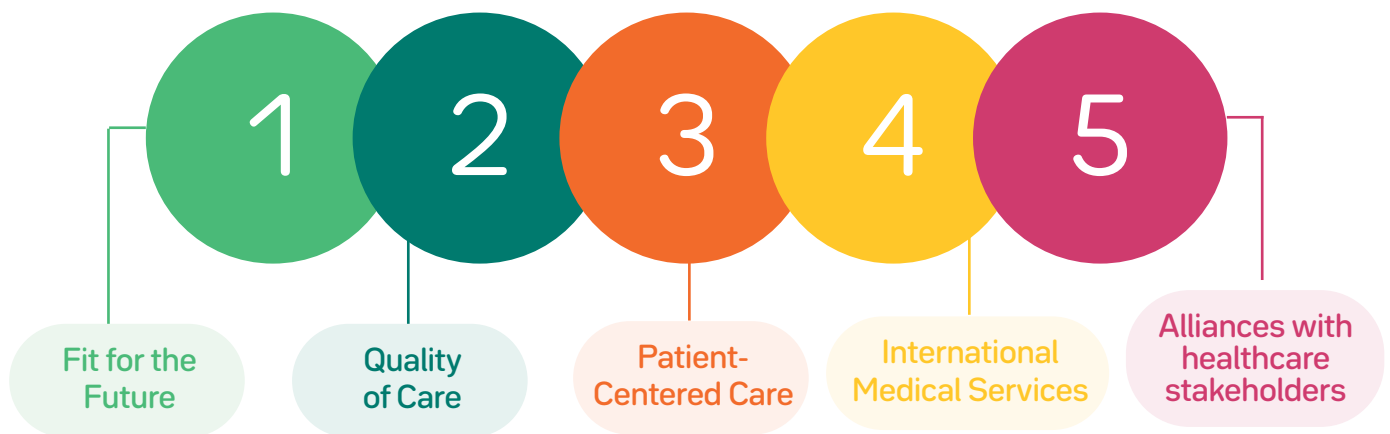 1
2
3
4
5
Fit for the
Future
Quality
of Care
Patient-
Centered Care
International
Medical Services
Alliances with
healthcare
stakeholders